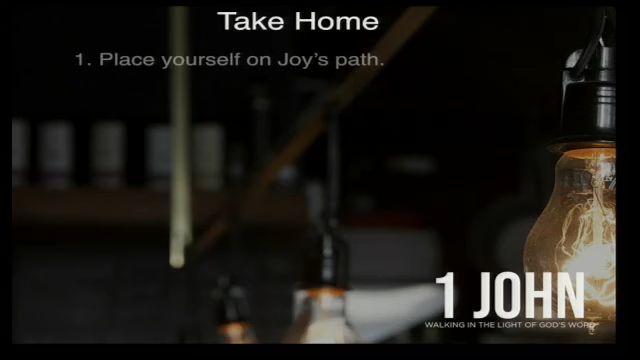 Take Home
1. Place yourself on Joy's path.
1 JOHN
WALKING IN THE LIGHT OF GOD'S WORD